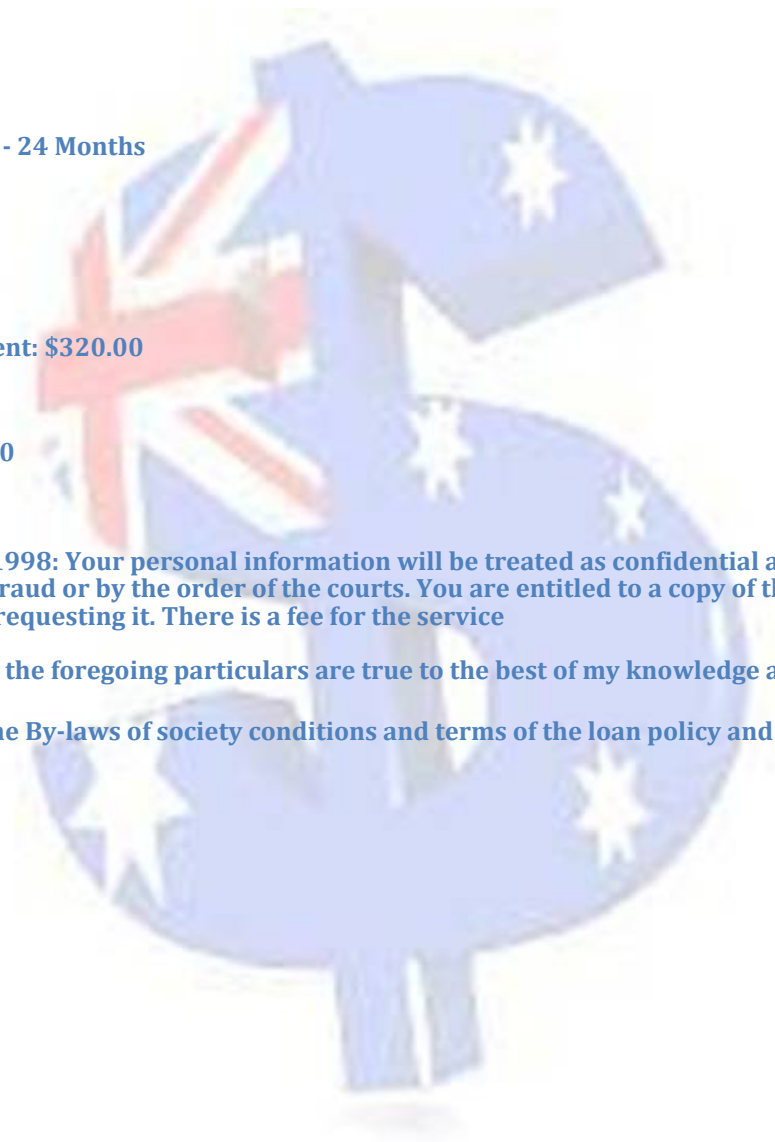 - 24 Months
ent: $320.00
0
1998: Your personal information will be treated as confidential a
raud or by the order of the courts. You are entitled to a copy of th
requesting it. There is a fee for the service
the foregoing particulars are true to the best of my knowledge a
he By-laws of society conditions and terms of the loan policy and